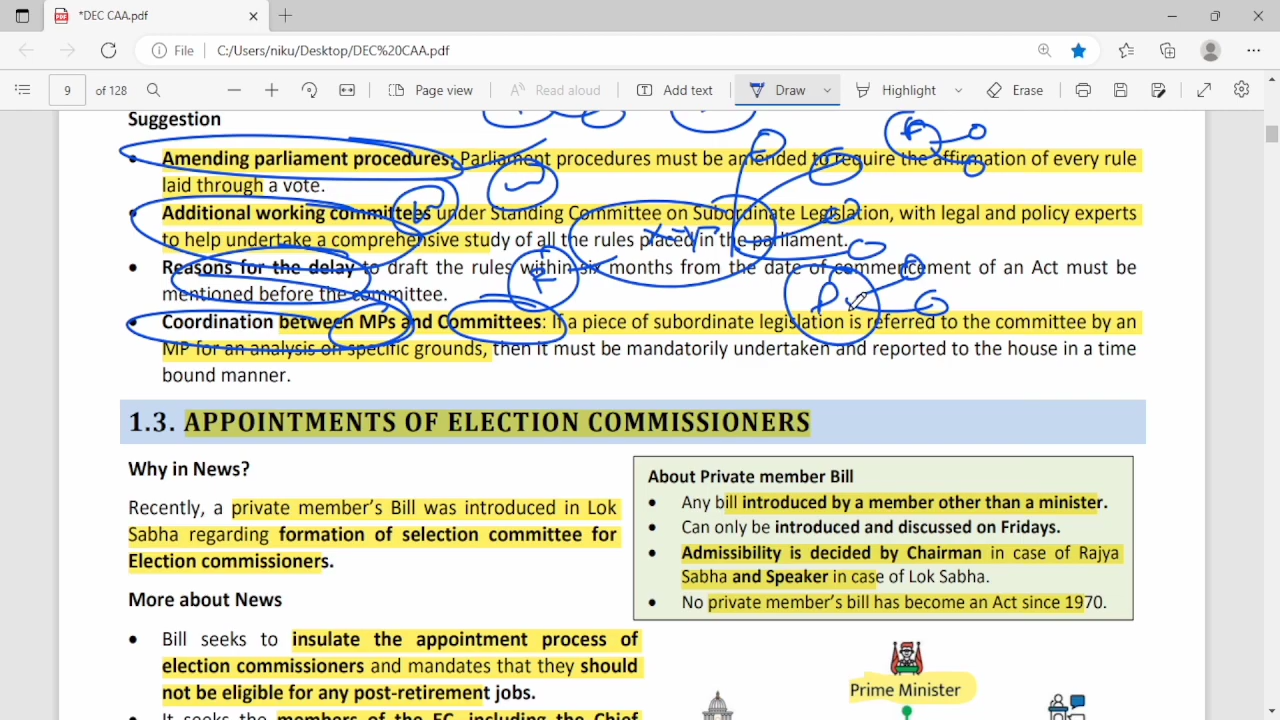 *DEC CAA.pdf
File
C:/Users/niku/Desktop/DEC%20CAA.pdf
9 of 128
Page view
Read aloud
Add text
Draw
Highlight
Erase
Suggestion
• Amending parliament procedures: Parliament procedures must be amended to require the affirmation of every rule
laid through a vote.
• Additional working committees under Standing Committee on Subordinate Legislation, with legal and policy experts
to help undertake a comprehensive study of all the rules placed in the parliament.
• Reasons for the delay to draft the rules within six months from the date of commencement of an Act must be
mentioned before the committee.
• Coordination between MPs and Committees: If a piece of subordinate legislation is referred to the committee by an
MP for an analysis on specific grounds, then it must be mandatorily undertaken and reported to the house in a time
bound manner.
1.3. APPOINTMENTS OF ELECTION COMMISSIONERS
Why in News?
Recently, a private member's Bill was introduced in Lok
Sabha regarding formation of selection committee for
Election commissioners.
More about News
• Bill seeks to insulate the appointment process of
election commissioners and mandates that they should
not be eligible for any post-retirement jobs.
• It seeks the members of the EC, including the Chief
About Private member Bill
• Any bill introduced by a member other than a minister.
• Can only be introduced and discussed on Fridays.
• Admissibility is decided by Chairman in case of Rajya
Sabha and Speaker in case of Lok Sabha.
• No private member's bill has become an Act since 1970.
Prime Minister